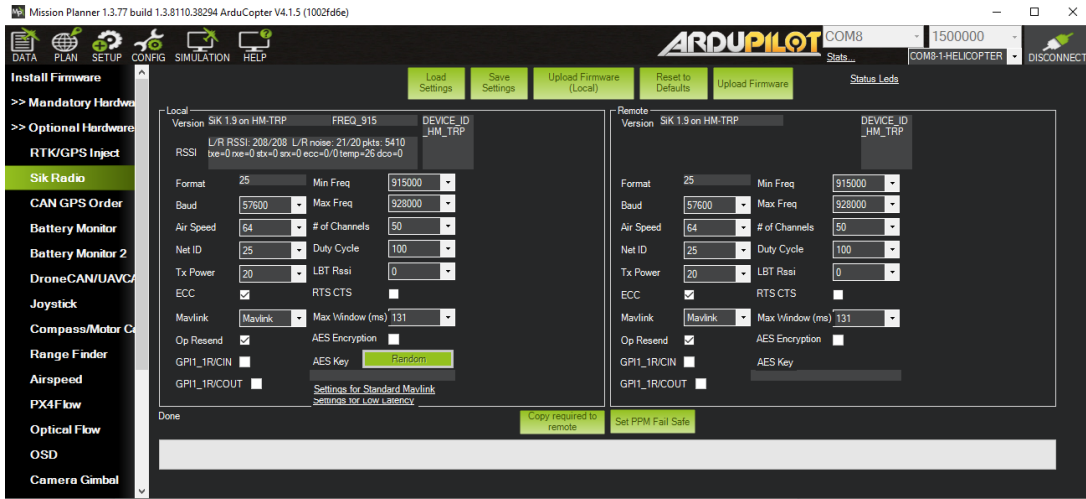 Mission Planner 1.3.77 build 1.3.8110.38294 ArduCopter V4.1.5 (1002fd6e)
DATA PLAN SETUP CONFIG SIMULATION HELP
ARDUPILOT
COM8 1500000
Stats... COM8-1-HELICOPTER DISCONNECT
Install Firmware
>> Mandatory Hardwa
>> Optional Hardware
RTK/GPS Inject
Sik Radio
CAN GPS Order
Battery Monitor
Battery Monitor 2
DroneCAN/UAVCA
Joystick
Compass/Motor Ca
Range Finder
Airspeed
PX4Flow
Optical Flow
OSD
Camera Gimbal
Load Settings
Save Settings
Upload Firmware (Local)
Reset to Defaults
Upload Firmware
Status Leds
Local
Version SiK 1.9 on HM-TRP FREQ_915 DEVICE_ID
_HM_TRP
RSSI L/R RSSI: 208/208 L/R noise: 21/20 pkts: 5410
txe=0 rxe=0 stx=0 srx=0 ecc=0/0 temp=26 dco=0
Format 25 Min Freq 915000
Baud 57600 Max Freq 928000
Air Speed 64 # of Channels 50
Net ID 25 Duty Cycle 100
Tx Power 20 LBT Rssi 0
ECC RTS CTS
Mavlink Mavlink Max Window (ms) 131
Op Resend AES Encryption
GPI1_1R/CIN AES Key Random
GPI1_1R/COUT
Settings for Standard Mavlink
Settings for Low Latency
Remote
Version SiK 1.9 on HM-TRP DEVICE_ID
_HM_TRP
Format 25 Min Freq 915000
Baud 57600 Max Freq 928000
Air Speed 64 # of Channels 50
Net ID 25 Duty Cycle 100
Tx Power 20 LBT Rssi 0
ECC RTS CTS
Mavlink Mavlink Max Window (ms) 131
Op Resend AES Encryption
GPI1_1R/CIN AES Key
GPI1_1R/COUT
Done
Copy required to remote
Set PPM Fail Safe